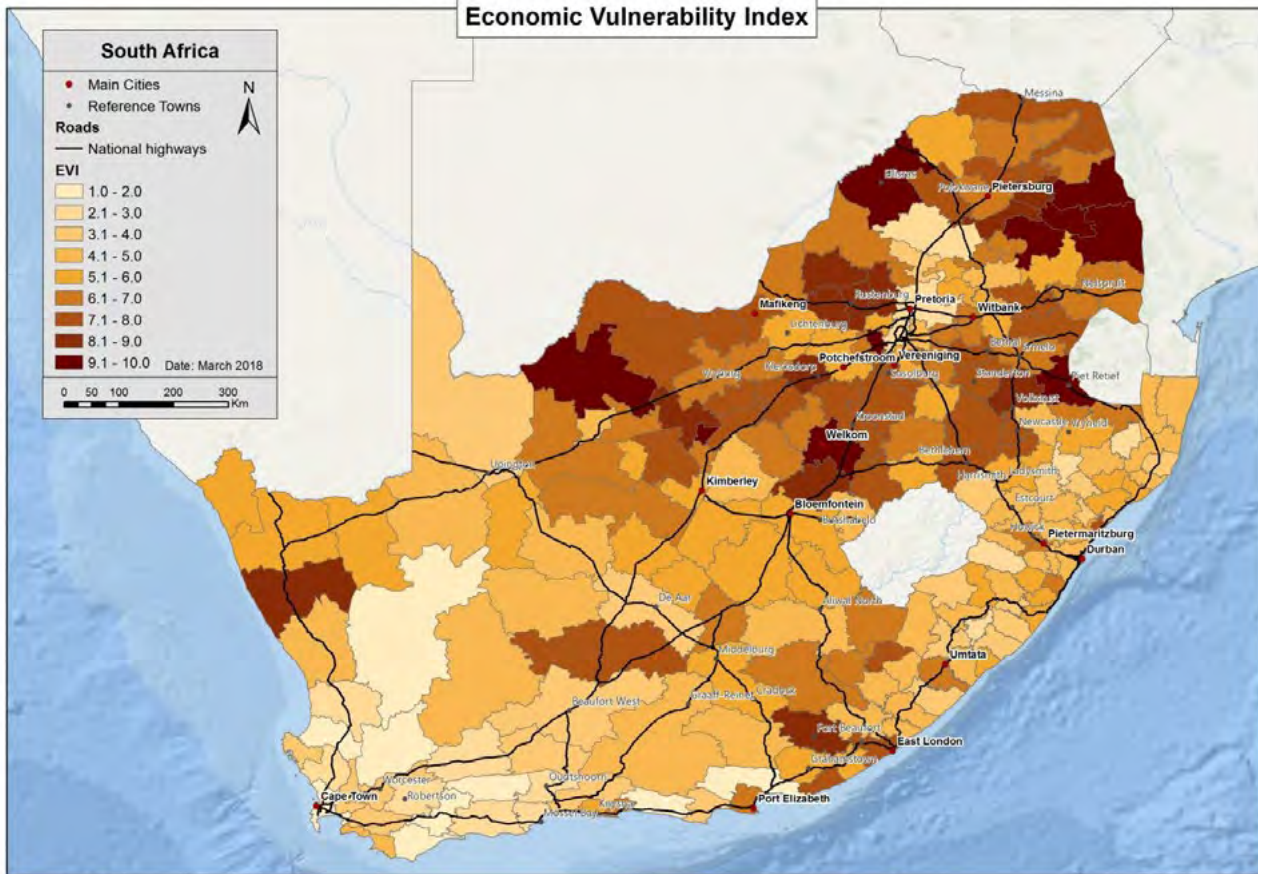 Economic Vulnerability Index
South Africa
Main Cities
Reference Towns
N
Roads
National highways
EVI
1.0 - 2.0
2.1 - 3.0
3.1 - 4.0
4.1 - 5.0
5.1 - 6.0
6.1 - 7.0
7.1 - 8.0
8.1 - 9.0
9.1 - 10.0
Date: March 2018
0 50 100 200 300
Km
Messina
Ellisras
Polokwane
Pietersburg
Rustenburg
Pretoria
Witbank
Nelspruit
Mafikeng
Lichtenburg
Bethal
Ermelo
Potchefstroom
Vereeniging
Klerksdorp
Sasolburg
Standerton
Piet Retief
Vryburg
Volksrust
Kroonstad
Newcastle
Vryheid
Welkom
Bethlehem
Upington
Harrismith
Ladysmith
Kimberley
Estcourt
Bloemfontein
Pietermaritzburg
Durban
De Aar
Aliwal North
Middelburg
Umtata
Graaff-Reinet
Cradock
Beaufort West
Fort Beaufort
East London
Grahamstown
Oudtshoorn
Worcester
Cape Town
Robertson
Knysna
Mossel Bay
Port Elizabeth